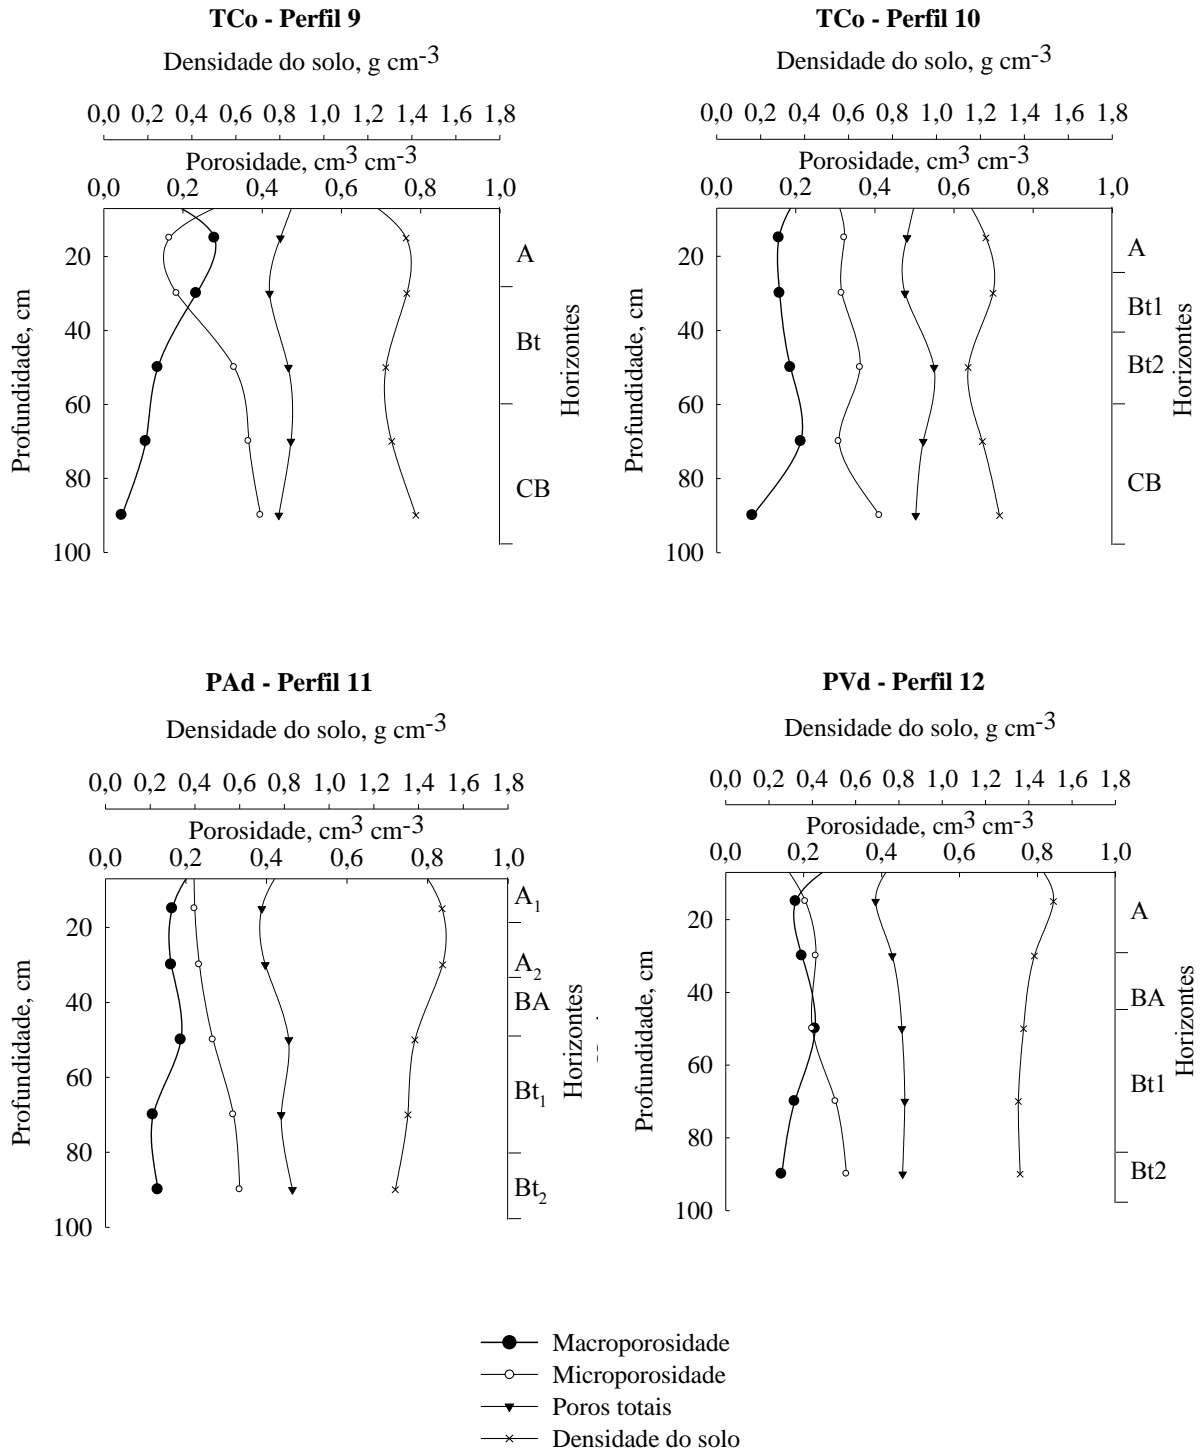 TCo - Perfil 9
Densidade do solo, g cm-3
0,0 0,2 0,4 0,6 0,8 1,0 1,2 1,4 1,6 1,8
Porosidade, cm3 cm-3
0,0 0,2 0,4 0,6 0,8 1,0
20
40
60
80
100
Profundidade, cm
A
Bt
CB
Horizontes
TCo - Perfil 10
Densidade do solo, g cm-3
0,0 0,2 0,4 0,6 0,8 1,0 1,2 1,4 1,6 1,8
Porosidade, cm3 cm-3
0,0 0,2 0,4 0,6 0,8 1,0
20
40
60
80
100
Profundidade, cm
A
Bt1
Bt2
CB
Horizontes
PAd - Perfil 11
Densidade do solo, g cm-3
0,0 0,2 0,4 0,6 0,8 1,0 1,2 1,4 1,6 1,8
Porosidade, cm3 cm-3
0,0 0,2 0,4 0,6 0,8 1,0
20
40
60
80
100
Profundidade, cm
A1
A2
BA
Bt1
Bt2
Horizontes
PVd - Perfil 12
Densidade do solo, g cm-3
0,0 0,2 0,4 0,6 0,8 1,0 1,2 1,4 1,6 1,8
Porosidade, cm3 cm-3
0,0 0,2 0,4 0,6 0,8 1,0
20
40
60
80
100
Profundidade, cm
A
BA
Bt1
Bt2
Horizontes
Macroporosidade
Microporosidade
Poros totais
Densidade do solo